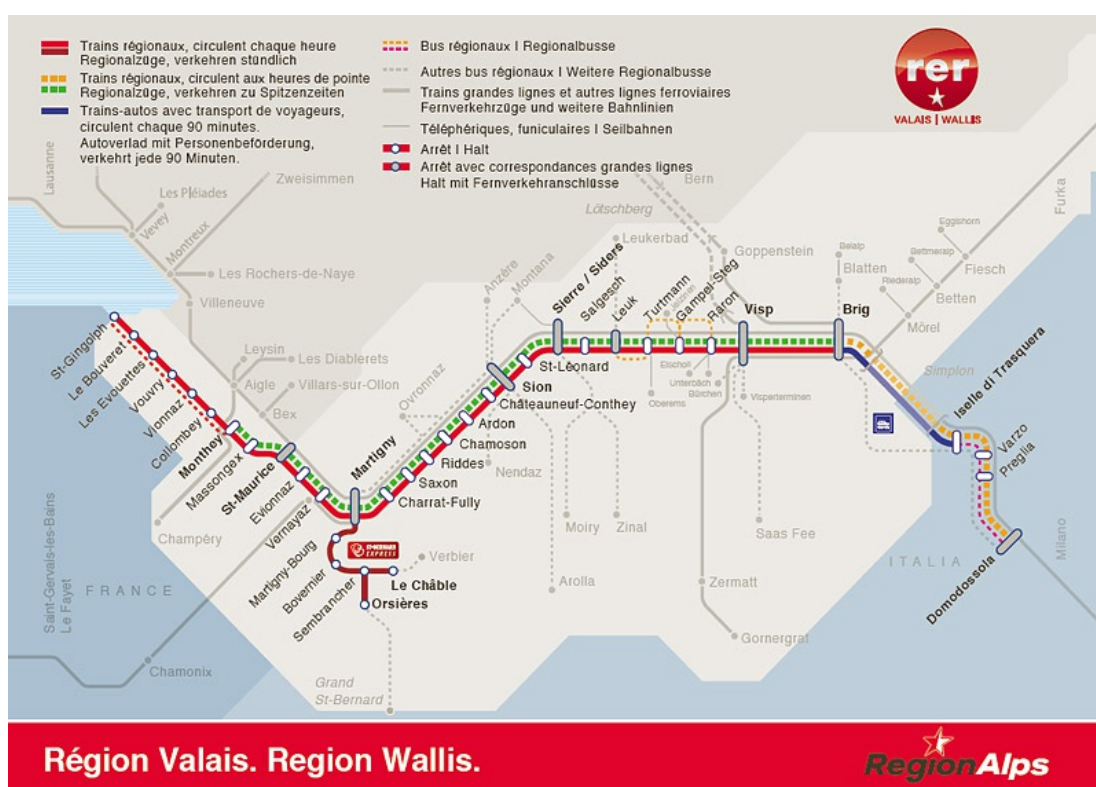 Trains régionaux, circulent chaque heure
Regionalzüge, verkehren stündlich
Trains régionaux, circulent aux heures de pointe
Regionalzüge, verkehren zu Spitzenzeiten
Trains-autos avec transport de voyageurs,
circulent chaque 90 minutes.
Autoverlad mit Personenbeförderung,
verkehrt jede 90 Minuten.
Bus régionaux I Regionalbusse
Autres bus régionaux I Weitere Regionalbusse
Trains grandes lignes et autres lignes ferroviaires
Fernverkehrzüge und weitere Bahnlinien
Téléphériques, funiculaires I Seilbahnen
Arrêt I Halt
Arrêt avec correspondances grandes lignes
Halt mit Fernverkehranschlüsse
rer
VALAIS | WALLIS
Lausanne
Les Pléiades
Vevey
Montreux
Zweisimmen
Les Rochers-de-Naye
Villeneuve
Leysin
Les Diablerets
Aigle
Villars-sur-Ollon
Bex
Bern
Lötschberg
Leukerbad
Goppenstein
Belalp
Blatten
Eggishorn
Bettmeralp
Riederalp
Fiesch
Betten
Mörel
Furka
Simplon
Anzère
Montana
Ovronnaz
St-Gingolph
Le Bouveret
Les Evouettes
Vouvry
Vionnaz
Collombey
Monthey
Massongex
St-Maurice
Evionnaz
Vernayaz
Martigny
Charrat-Fully
Saxon
Riddes
Chamoson
Ardon
Châteauneuf-Conthey
Sion
St-Léonard
Sierre / Siders
Salgesch
Leuk
Turtmann
Gampel-Steg
Raron
Visp
Brig
Iselle di Trasquera
Varzo
Preglia
Domodossola
Eischoll
Unterbäch
Bürchen
Oberems
Visperterminen
Martigny-Bourg
Bovernier
Sembrancher
ST-BERNARD
EXPRESS
Verbier
Le Châble
Orsières
Champéry
Nendaz
Moiry
Zinal
Arolla
Saas Fee
Zermatt
Gornergrat
Saint-Gervais-les-Bains
Le Fayet
FRANCE
Chamonix
Grand
St-Bernard
ITALIA
Milano
Région Valais. Region Wallis.
RegionAlps